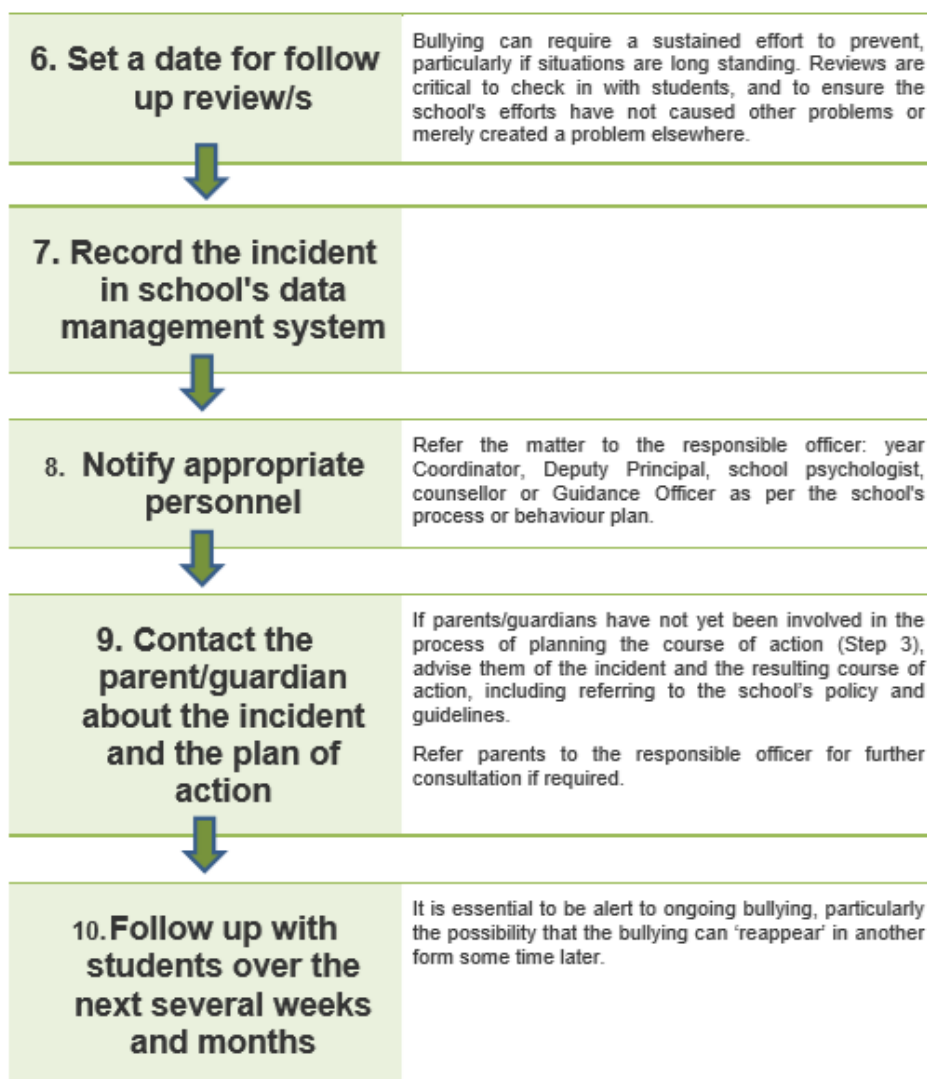 6. Set a date for follow
up review/s
Bullying can require a sustained effort to prevent,
particularly if situations are long standing. Reviews are
critical to check in with students, and to ensure the
school's efforts have not caused other problems or
merely created a problem elsewhere.
7. Record the incident
in school's data
management system
8. Notify appropriate
personnel
Refer the matter to the responsible officer: year
Coordinator, Deputy Principal, school psychologist,
counsellor or Guidance Officer as per the school's
process or behaviour plan.
9. Contact the
parent/guardian
about the incident
and the plan of
action
If parents/guardians have not yet been involved in the
process of planning the course of action (Step 3),
advise them of the incident and the resulting course of
action, including referring to the school’s policy and
guidelines.
Refer parents to the responsible officer for further
consultation if required.
10. Follow up with
students over the
next several weeks
and months
It is essential to be alert to ongoing bullying, particularly
the possibility that the bullying can ‘reappear’ in another
form some time later.